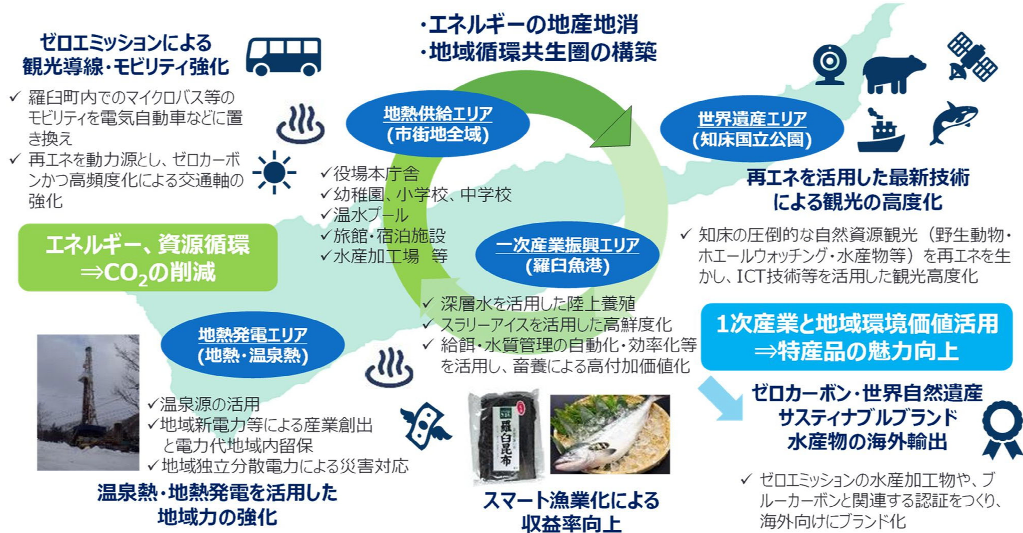 ・エネルギーの地産地消
・地域循環共生圏の構築
ゼロエミッションによる
観光導線・モビリティ強化
✓ 羅臼町内でのマイクロバス等の
モビリティを電気自動車などに置
き換え
✓ 再エネを動力源とし、ゼロカーボ
ンかつ高頻度化による交通軸の
強化
エネルギー、資源循環
⇒CO₂の削減
地熱供給エリア
(市街地全域)
✓ 役場本庁舎
✓ 幼稚園、小学校、中学校
✓ 温水プール
✓ 旅館・宿泊施設
✓ 水産加工場 等
世界遺産エリア
(知床国立公園)
再エネを活用した最新技術
による観光の高度化
✓ 知床の圧倒的な自然資源観光（野生動物・
ホエールウォッチング・水産物等）を再エネを生
かし、ICT技術等を活用した観光高度化
一次産業振興エリア
(羅臼魚港)
✓ 深層水を活用した陸上養殖
✓ スラリーアイスを活用した高鮮度化
✓ 給餌・水質管理の自動化・効率化等
を活用し、畜養による高付加価値化
羅臼昆布
スマート漁業化による
収益率向上
地熱発電エリア
(地熱・温泉熱)
✓温泉源の活用
✓地域新電力等による産業創出
と電力代地域内留保
✓地域独立分散電力による災害対応
温泉熱・地熱発電を活用した
地域力の強化
1次産業と地域環境価値活用
⇒特産品の魅力向上
ゼロカーボン・世界自然遺産
サスティナブルブランド
水産物の海外輸出
✓ ゼロエミッションの水産加工物や、ブ
ルーカーボンと関連する認証をつくり、
海外向けにブランド化